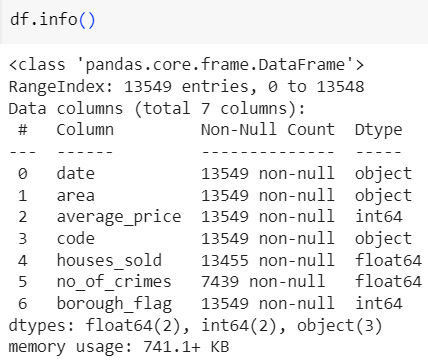 df.info()
<class 'pandas.core.frame.DataFrame'>
RangeIndex: 13549 entries, 0 to 13548
Data columns (total 7 columns):
 #   Column         Non-Null Count  Dtype
---  ------         --------------  -----
 0   date           13549 non-null  object
 1   area           13549 non-null  object
 2   average_price  13549 non-null  int64
 3   code           13549 non-null  object
 4   houses_sold    13455 non-null  float64
 5   no_of_crimes   7439 non-null   float64
 6   borough_flag   13549 non-null  int64
dtypes: float64(2), int64(2), object(3)
memory usage: 741.1+ KB